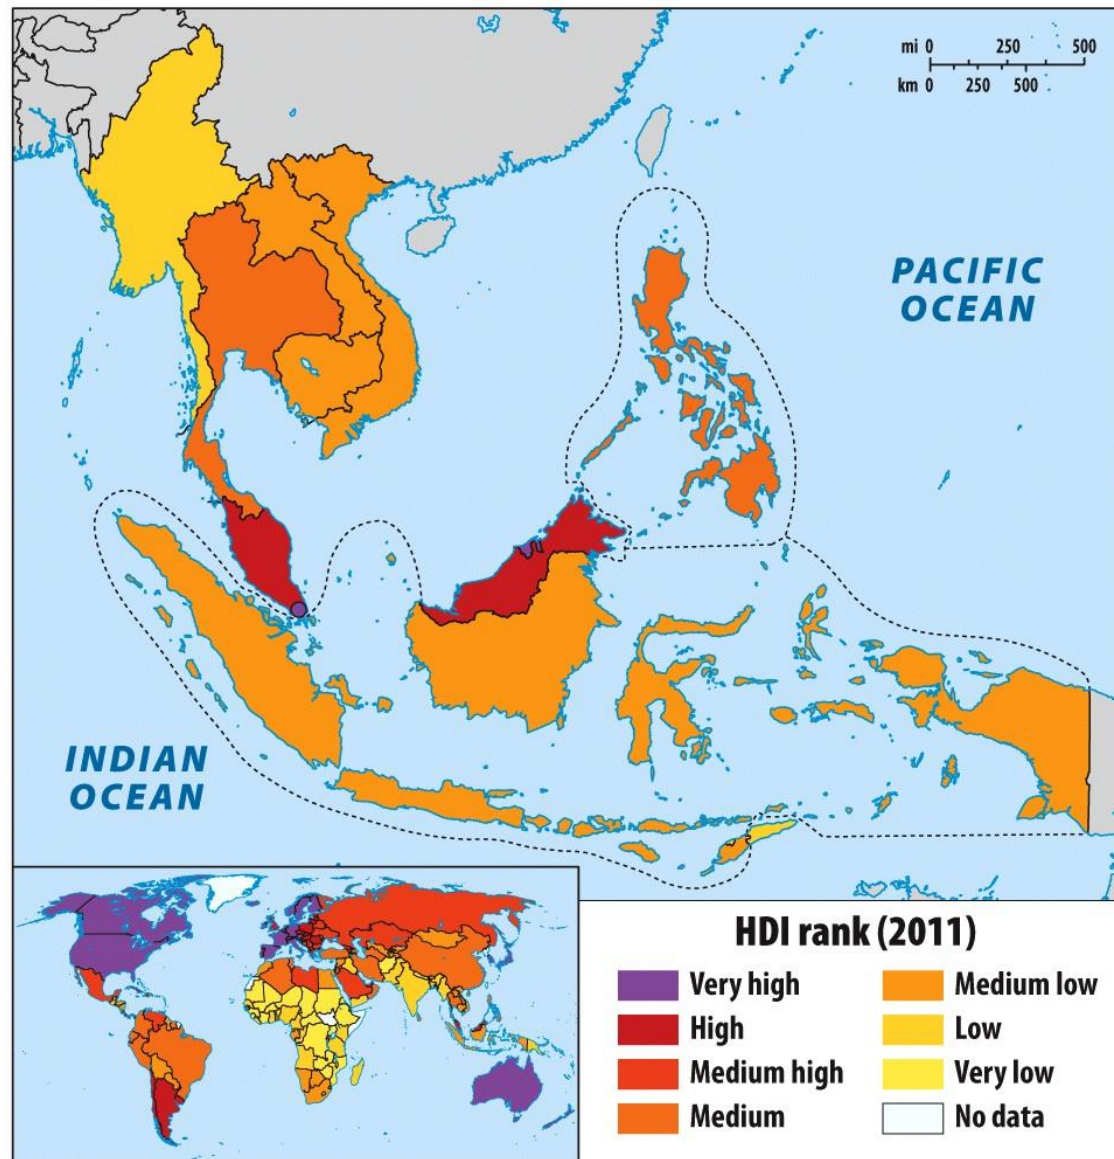 mi 0 250 500
km 0 250 500
PACIFIC
OCEAN
INDIAN
OCEAN
HDI rank (2011)
Very high
High
Medium high
Medium
Medium low
Low
Very low
No data